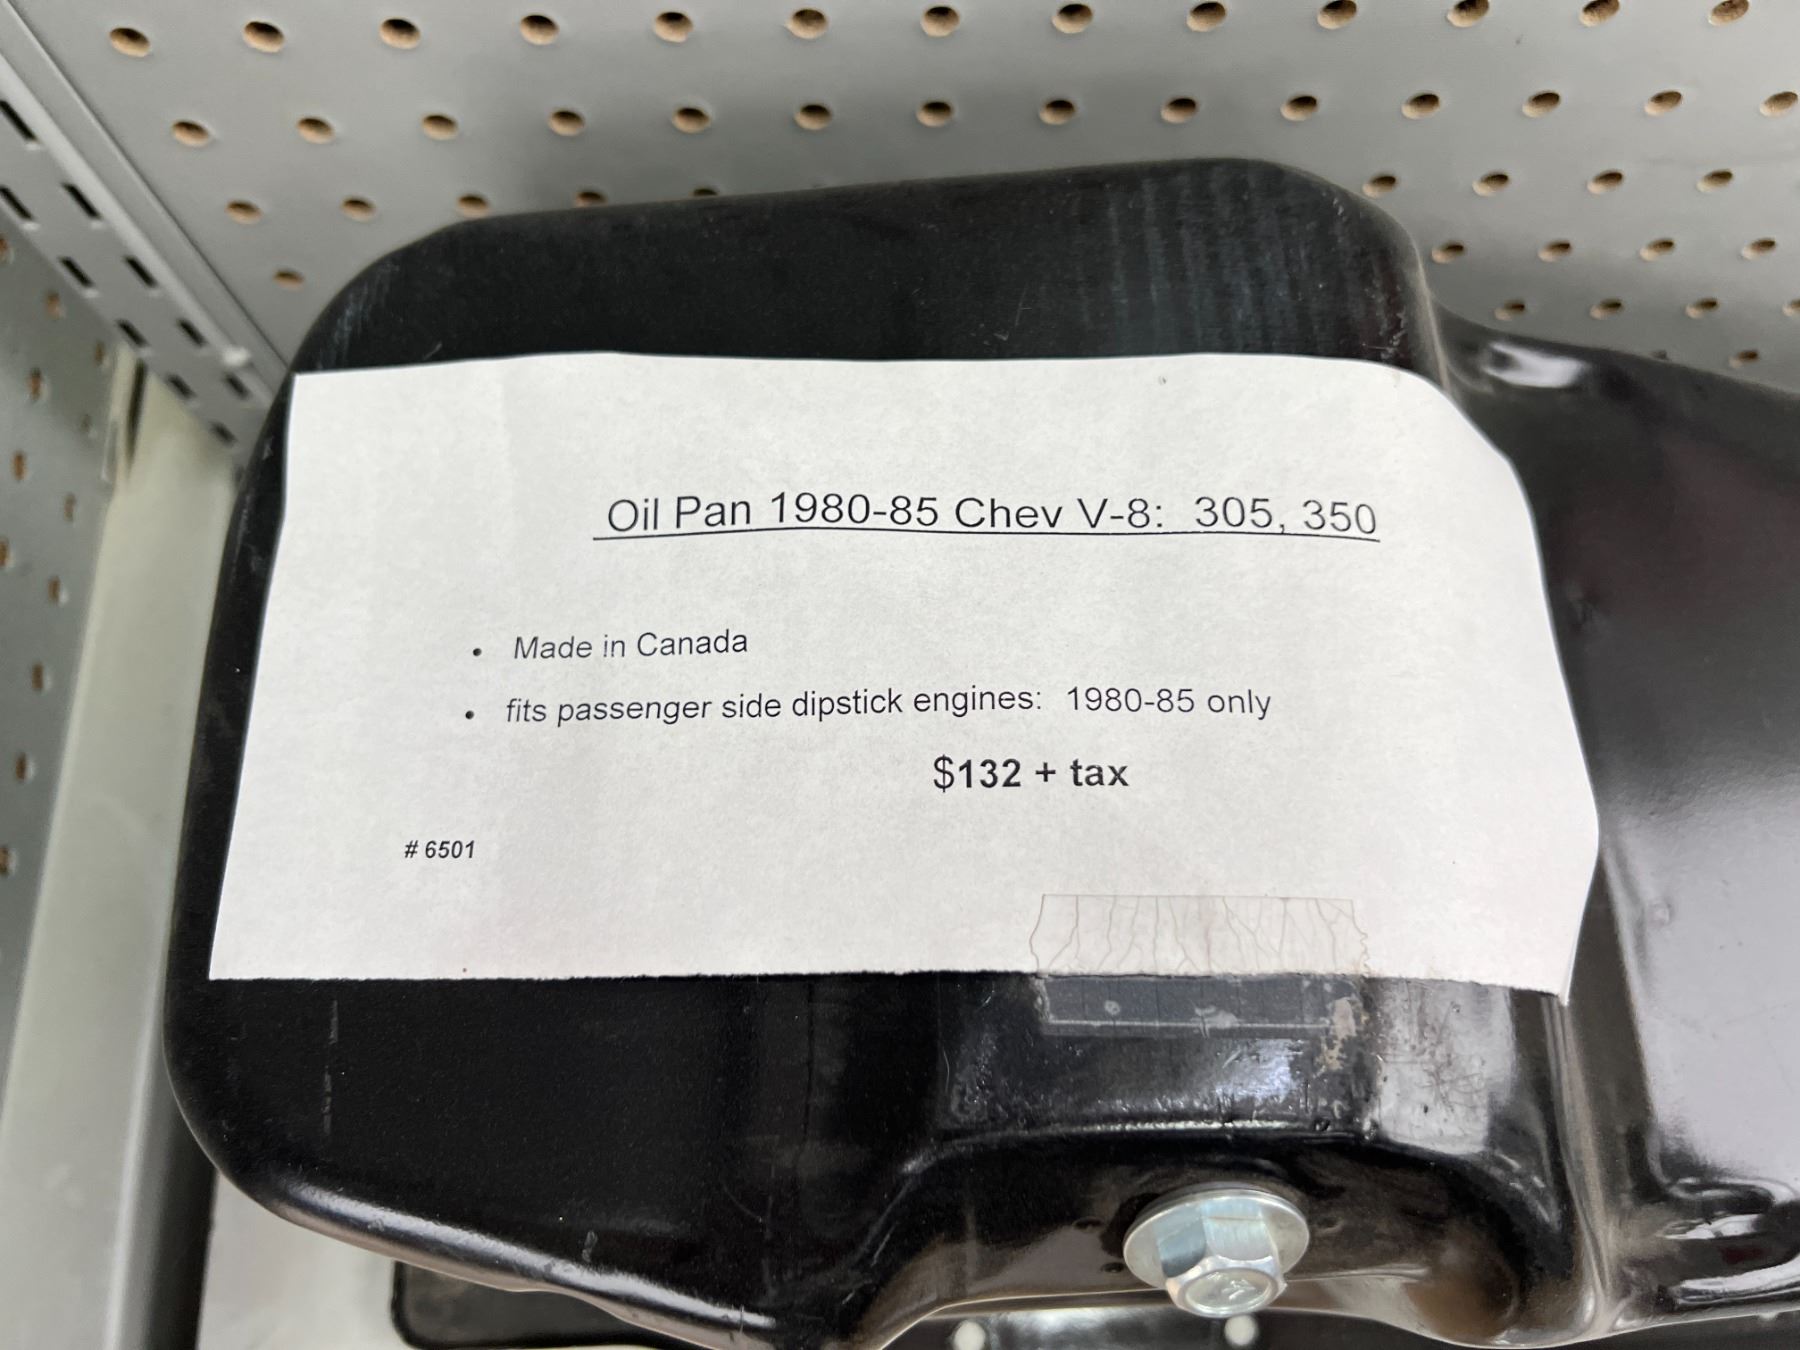 Oil Pan 1980-85 Chev V-8: 305, 350
• Made in Canada
• fits passenger side dipstick engines: 1980-85 only
$132 + tax
# 6501